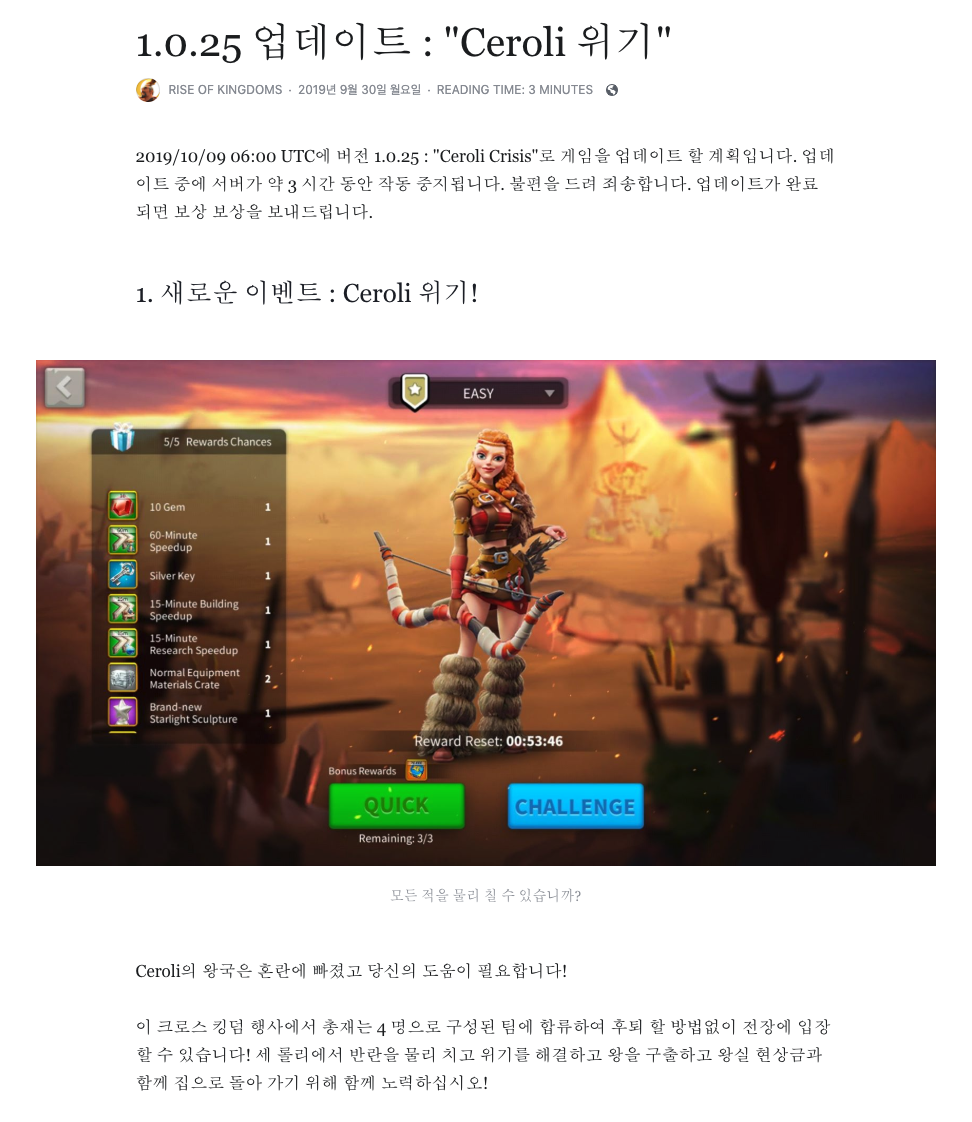 1.0.25 업데이트 : "Ceroli 위기"
RISE OF KINGDOMS · 2019년 9월 30일 월요일 · READING TIME: 3 MINUTES
2019/10/09 06:00 UTC에 버전 1.0.25 : "Ceroli Crisis"로 게임을 업데이트 할 계획입니다. 업데
이트 중에 서버가 약 3 시간 동안 작동 중지됩니다. 불편을 드려 죄송합니다. 업데이트가 완료
되면 보상 보상을 보내드립니다.
1. 새로운 이벤트 : Ceroli 위기!
EASY
5/5 Rewards Chances
10 Gem 1
60-Minute
Speedup 1
Silver Key 1
15-Minute Building
Speedup 1
15-Minute
Research Speedup 1
Normal Equipment
Materials Crate 2
Brand-new
Starlight Sculpture 1
Reward Reset: 00:53:46
Bonus Rewards
QUICK
CHALLENGE
Remaining: 3/3
모든 적을 물리 칠 수 있습니까?
Ceroli의 왕국은 혼란에 빠졌고 당신의 도움이 필요합니다!
이 크로스 킹덤 행사에서 총재는 4 명으로 구성된 팀에 합류하여 후퇴 할 방법없이 전장에 입장
할 수 있습니다! 세 롤리에서 반란을 물리 치고 위기를 해결하고 왕을 구출하고 왕실 현상금과
함께 집으로 돌아 가기 위해 함께 노력하십시오!